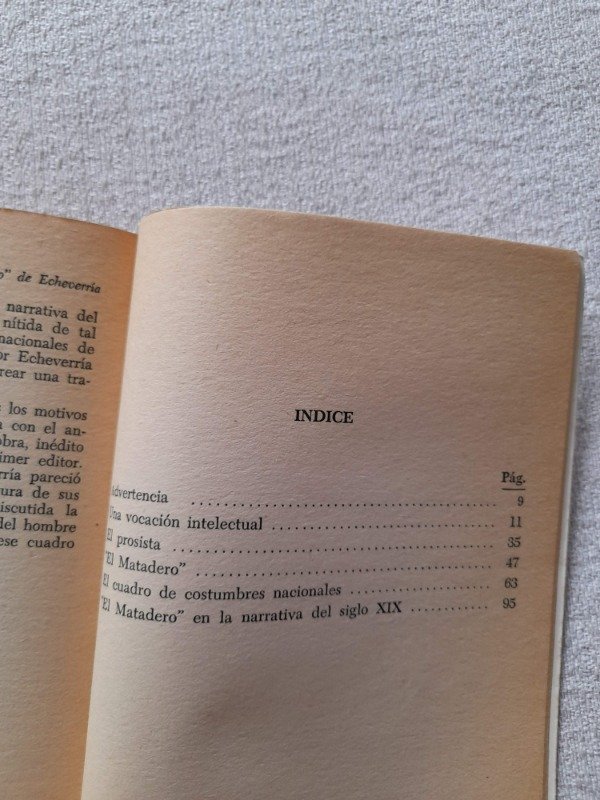 o" de Echeverría
narrativa del
nítida de tal
nacionales de
or Echeverría
rear una tra-
los motivos
a con el an-
obra, inédito
imer editor.
rría pareció
ura de sus
iscutida la
del hombre
ese cuadro
INDICE
Pág.
Advertencia .................... 9
Una vocación intelectual .................... 11
El prosista .................... 35
"El Matadero" .................... 47
El cuadro de costumbres nacionales .................... 63
"El Matadero" en la narrativa del siglo XIX ............ 95